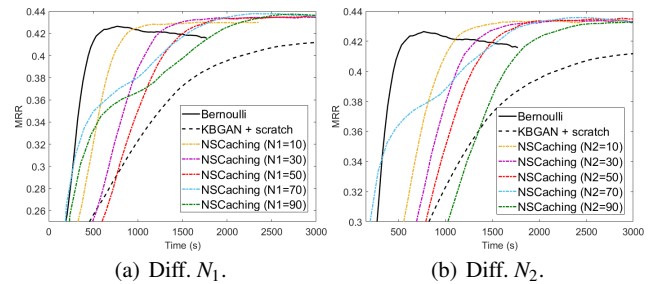 0.44
0.42
0.4
0.38
0.36
0.34
0.32
0.3
0.28
0.26
MRR
0 500 1000 1500 2000 2500 3000
Time (s)
Bernoulli
KBGAN + scratch
NSCaching (N1=10)
NSCaching (N1=30)
NSCaching (N1=50)
NSCaching (N1=70)
NSCaching (N1=90)
(a) Diff. N1.
0.44
0.42
0.4
0.38
0.36
0.34
0.32
0.3
MRR
500 1000 1500 2000 2500 3000
Time (s)
Bernoulli
KBGAN + scratch
NSCaching (N2=10)
NSCaching (N2=30)
NSCaching (N2=50)
NSCaching (N2=70)
NSCaching (N2=90)
(b) Diff. N2.